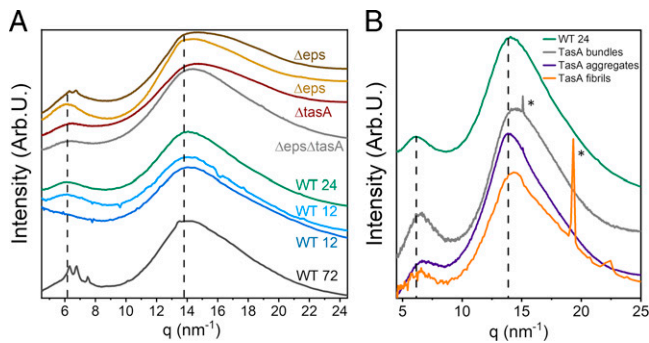 A
Intensity (Arb.U.)
Δeps
Δeps
ΔtasA
ΔepsΔtasA
WT 24
WT 12
WT 12
WT 72
6 8 10 12 14 16 18 20 22 24
q (nm⁻¹)
B
Intensity (Arb.U.)
WT 24
TasA bundles
TasA aggregates
TasA fibrils
*
*
5 10 15 20 25
q (nm⁻¹)